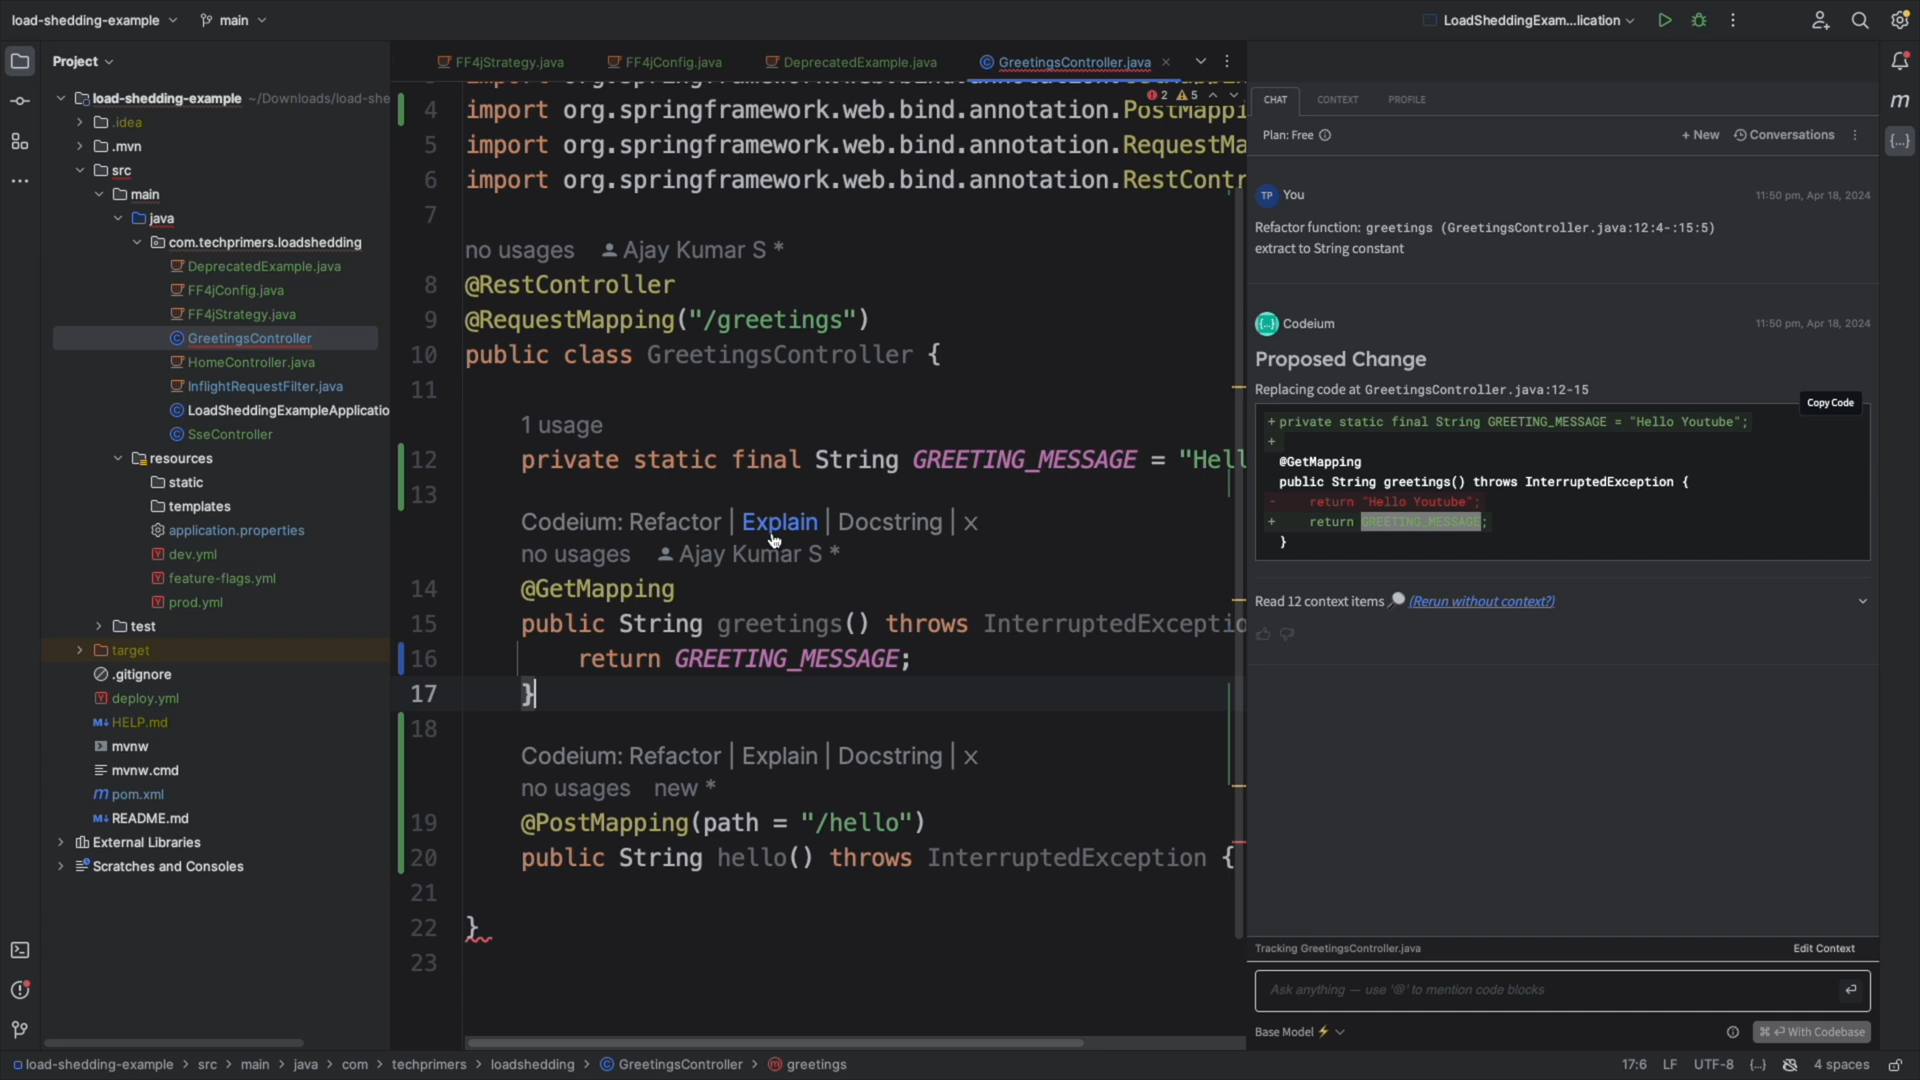 load-shedding-example
main
LoadSheddingExam...lication
Project
FF4jStrategy.java
FF4jConfig.java
DeprecatedExample.java
GreetingsController.java
load-shedding-example ~/Downloads/load-she
.idea
.mvn
src
main
java
com.techprimers.loadshedding
DeprecatedExample.java
FF4jConfig.java
FF4jStrategy.java
GreetingsController
HomeController.java
InflightRequestFilter.java
LoadSheddingExampleApplicatio
SseController
resources
static
templates
application.properties
dev.yml
feature-flags.yml
prod.yml
test
target
.gitignore
deploy.yml
M↓ HELP.md
mvnw
mvnw.cmd
m pom.xml
M↓ README.md
External Libraries
Scratches and Consoles
2 5
4 import org.springframework.web.bind.annotation.PostMappi
5 import org.springframework.web.bind.annotation.RequestMa
6 import org.springframework.web.bind.annotation.RestContr
7
no usages Ajay Kumar S *
8 @RestController
9 @RequestMapping("/greetings")
10 public class GreetingsController {
11
1 usage
12 private static final String GREETING_MESSAGE = "Hell
13
Codeium: Refactor | Explain | Docstring | ×
no usages Ajay Kumar S *
14 @GetMapping
15 public String greetings() throws InterruptedExceptio
16 return GREETING_MESSAGE;
17 }
18
Codeium: Refactor | Explain | Docstring | ×
no usages new *
19 @PostMapping(path = "/hello")
20 public String hello() throws InterruptedException {
21
22 }
23
CHAT CONTEXT PROFILE
Plan: Free
+ New Conversations
TP You 11:50 pm, Apr 18, 2024
Refactor function: greetings (GreetingsController.java:12:4-:15:5)
extract to String constant
{...} Codeium 11:50 pm, Apr 18, 2024
Proposed Change
Replacing code at GreetingsController.java:12-15
Copy Code
+ private static final String GREETING_MESSAGE = "Hello Youtube";
+
@GetMapping
public String greetings() throws InterruptedException {
- return "Hello Youtube";
+ return GREETING_MESSAGE;
}
Read 12 context items (Rerun without context?)
Tracking GreetingsController.java Edit Context
Ask anything — use '@' to mention code blocks
Base Model ⚡ With Codebase
m
{...}
load-shedding-example > src > main > java > com > techprimers > loadshedding > GreetingsController > greetings
17:6 LF UTF-8 {...} 4 spaces